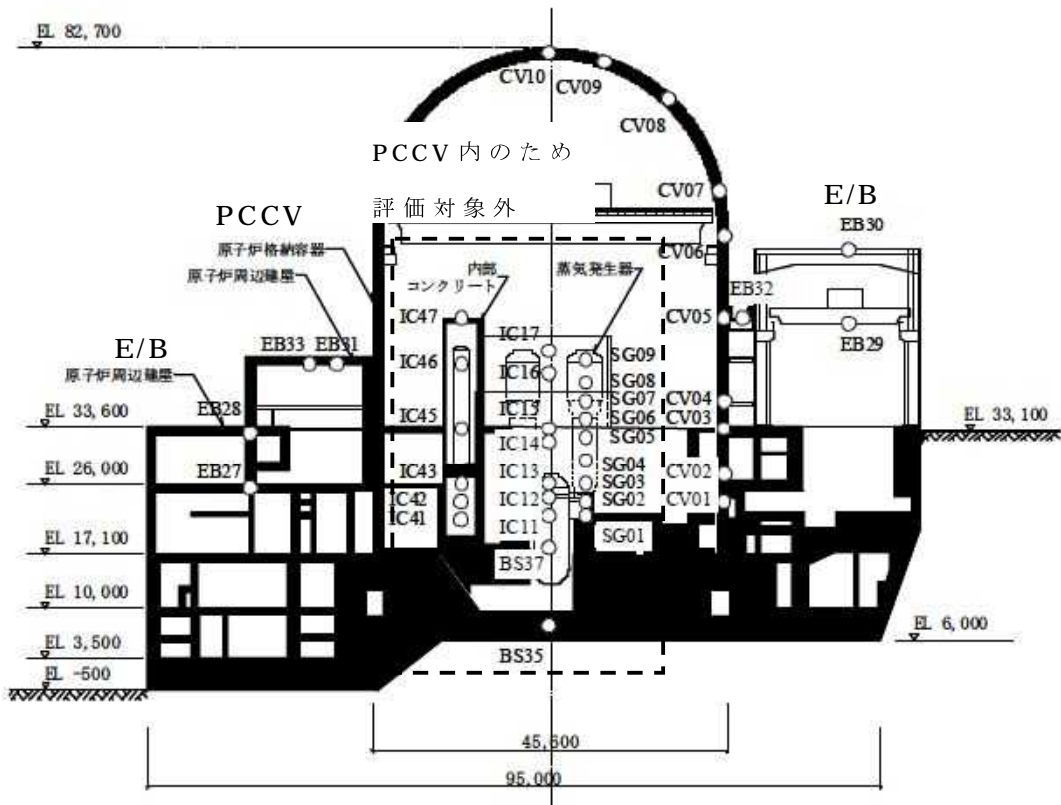 EL 82,700
CV10
CV09
CV08
PCCV 内のため
評価対象外
CV07
E/B
PCCV
EB30
原子炉格納容器
CV06
原子炉周辺建屋
内部
コンクリート
蒸気発生器
EB32
IC47
CV05
EB33
EB31
IC17
EB29
E/B
IC46
SG09
原子炉周辺建屋
IC16
SG08
SG07
CV04
EB28
IC45
IC15
SG06
CV03
EL 33,600
EL 33,100
IC14
SG05
EL 26,000
EB27
IC43
IC13
SG04
CV02
SG03
IC42
IC12
SG02
CV01
IC41
IC11
SG01
EL 17,100
BS37
EL 10,000
EL 6,000
EL 3,500
BS35
EL -500
45,600
95,000